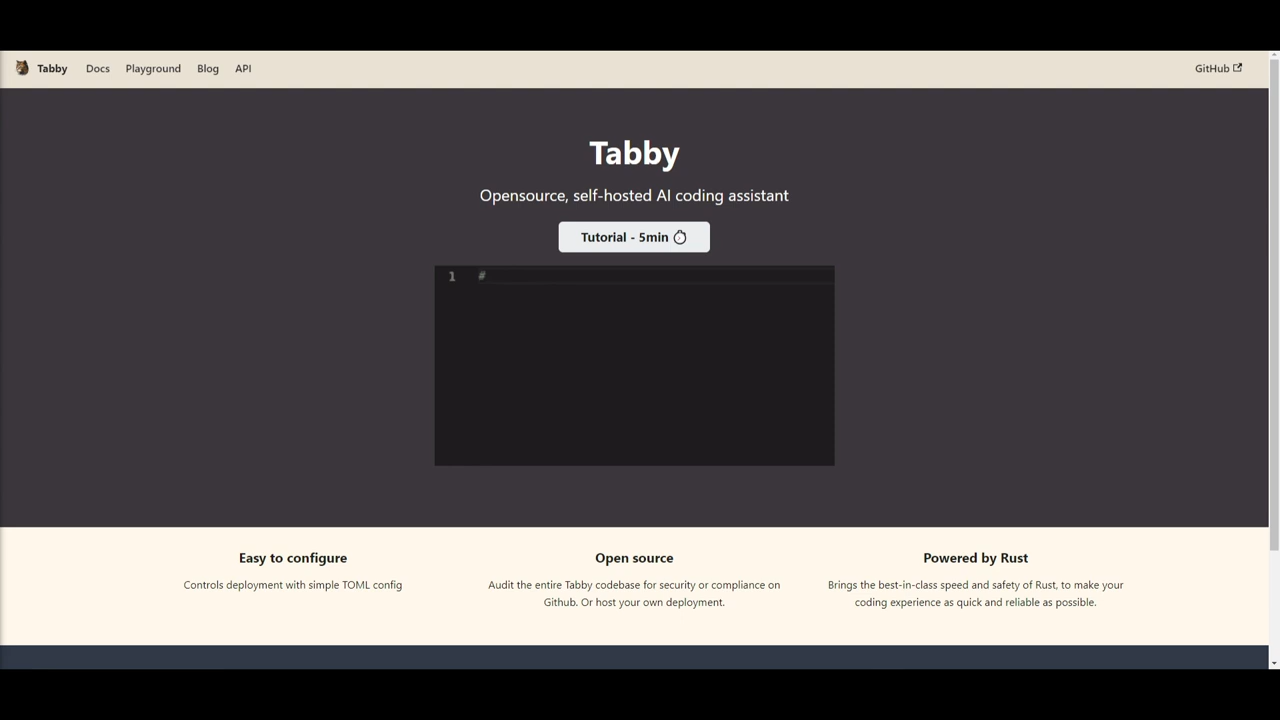 Tabby Docs Playground Blog API GitHub
Tabby
Opensource, self-hosted AI coding assistant
Tutorial - 5min
1 #
Easy to configure
Controls deployment with simple TOML config
Open source
Audit the entire Tabby codebase for security or compliance on
Github. Or host your own deployment.
Powered by Rust
Brings the best-in-class speed and safety of Rust, to make your
coding experience as quick and reliable as possible.